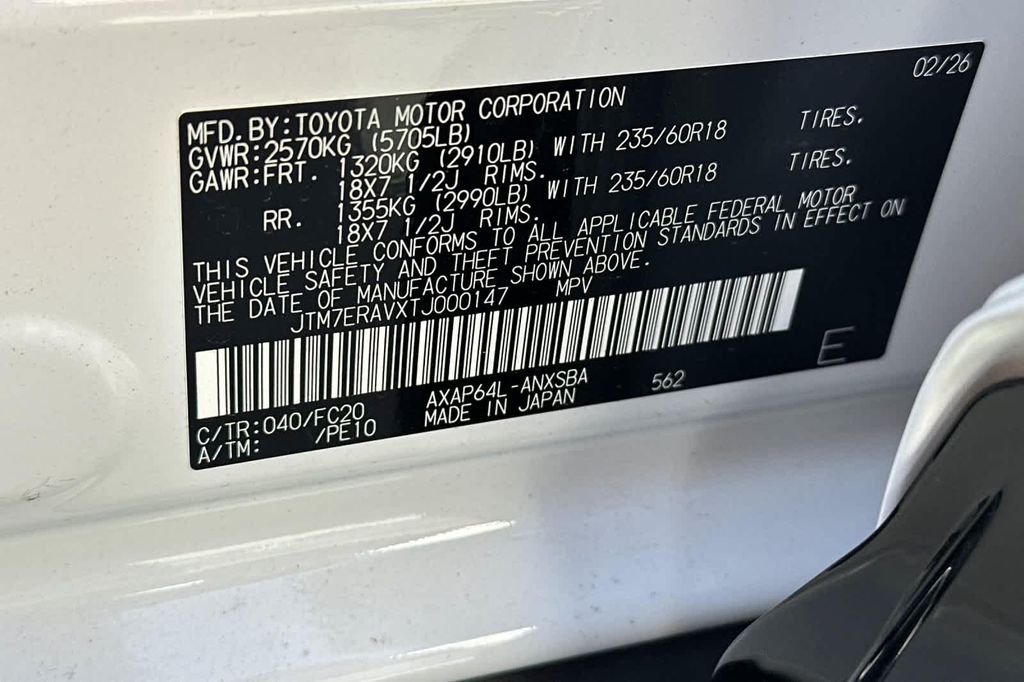 02/26
MFD.BY:TOYOTA MOTOR CORPORATION
GVWR:2570KG (5705LB)
GAWR:FRT. 1320KG (2910LB) WITH 235/60R18 TIRES.
18X7 1/2J RIMS.
RR. 1355KG (2990LB) WITH 235/60R18 TIRES.
18X7 1/2J RIMS.
THIS VEHICLE CONFORMS TO ALL APPLICABLE FEDERAL MOTOR
VEHICLE SAFETY AND THEFT PREVENTION STANDARDS IN EFFECT ON
THE DATE OF MANUFACTURE SHOWN ABOVE.
JTM7ERAVXTJ000147 MPV
C/TR:040/FC20 AXAP64L-ANXSBA 562 E
A/TM: /PE10 MADE IN JAPAN